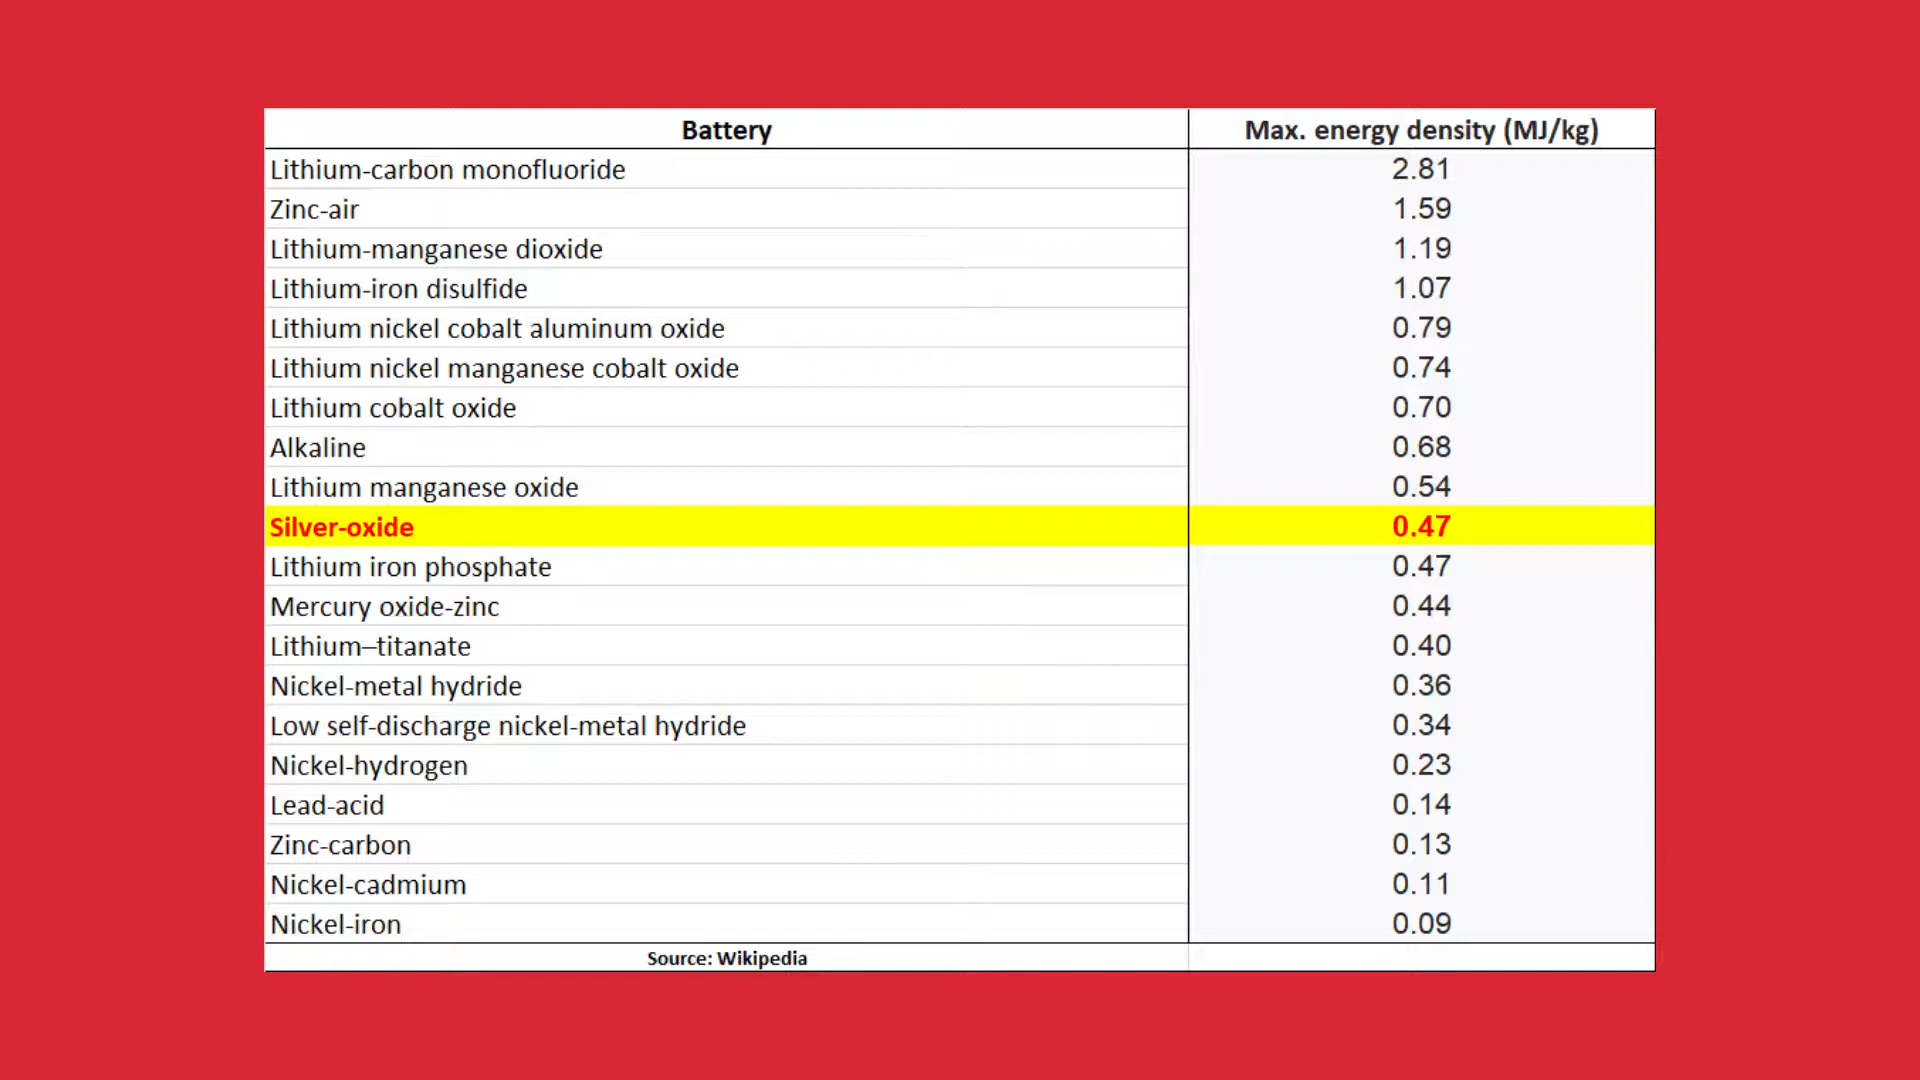 Battery Max. energy density (MJ/kg)
Lithium-carbon monofluoride 2.81
Zinc-air 1.59
Lithium-manganese dioxide 1.19
Lithium-iron disulfide 1.07
Lithium nickel cobalt aluminum oxide 0.79
Lithium nickel manganese cobalt oxide 0.74
Lithium cobalt oxide 0.70
Alkaline 0.68
Lithium manganese oxide 0.54
Silver-oxide 0.47
Lithium iron phosphate 0.47
Mercury oxide-zinc 0.44
Lithium–titanate 0.40
Nickel-metal hydride 0.36
Low self-discharge nickel-metal hydride 0.34
Nickel-hydrogen 0.23
Lead-acid 0.14
Zinc-carbon 0.13
Nickel-cadmium 0.11
Nickel-iron 0.09
Source: Wikipedia